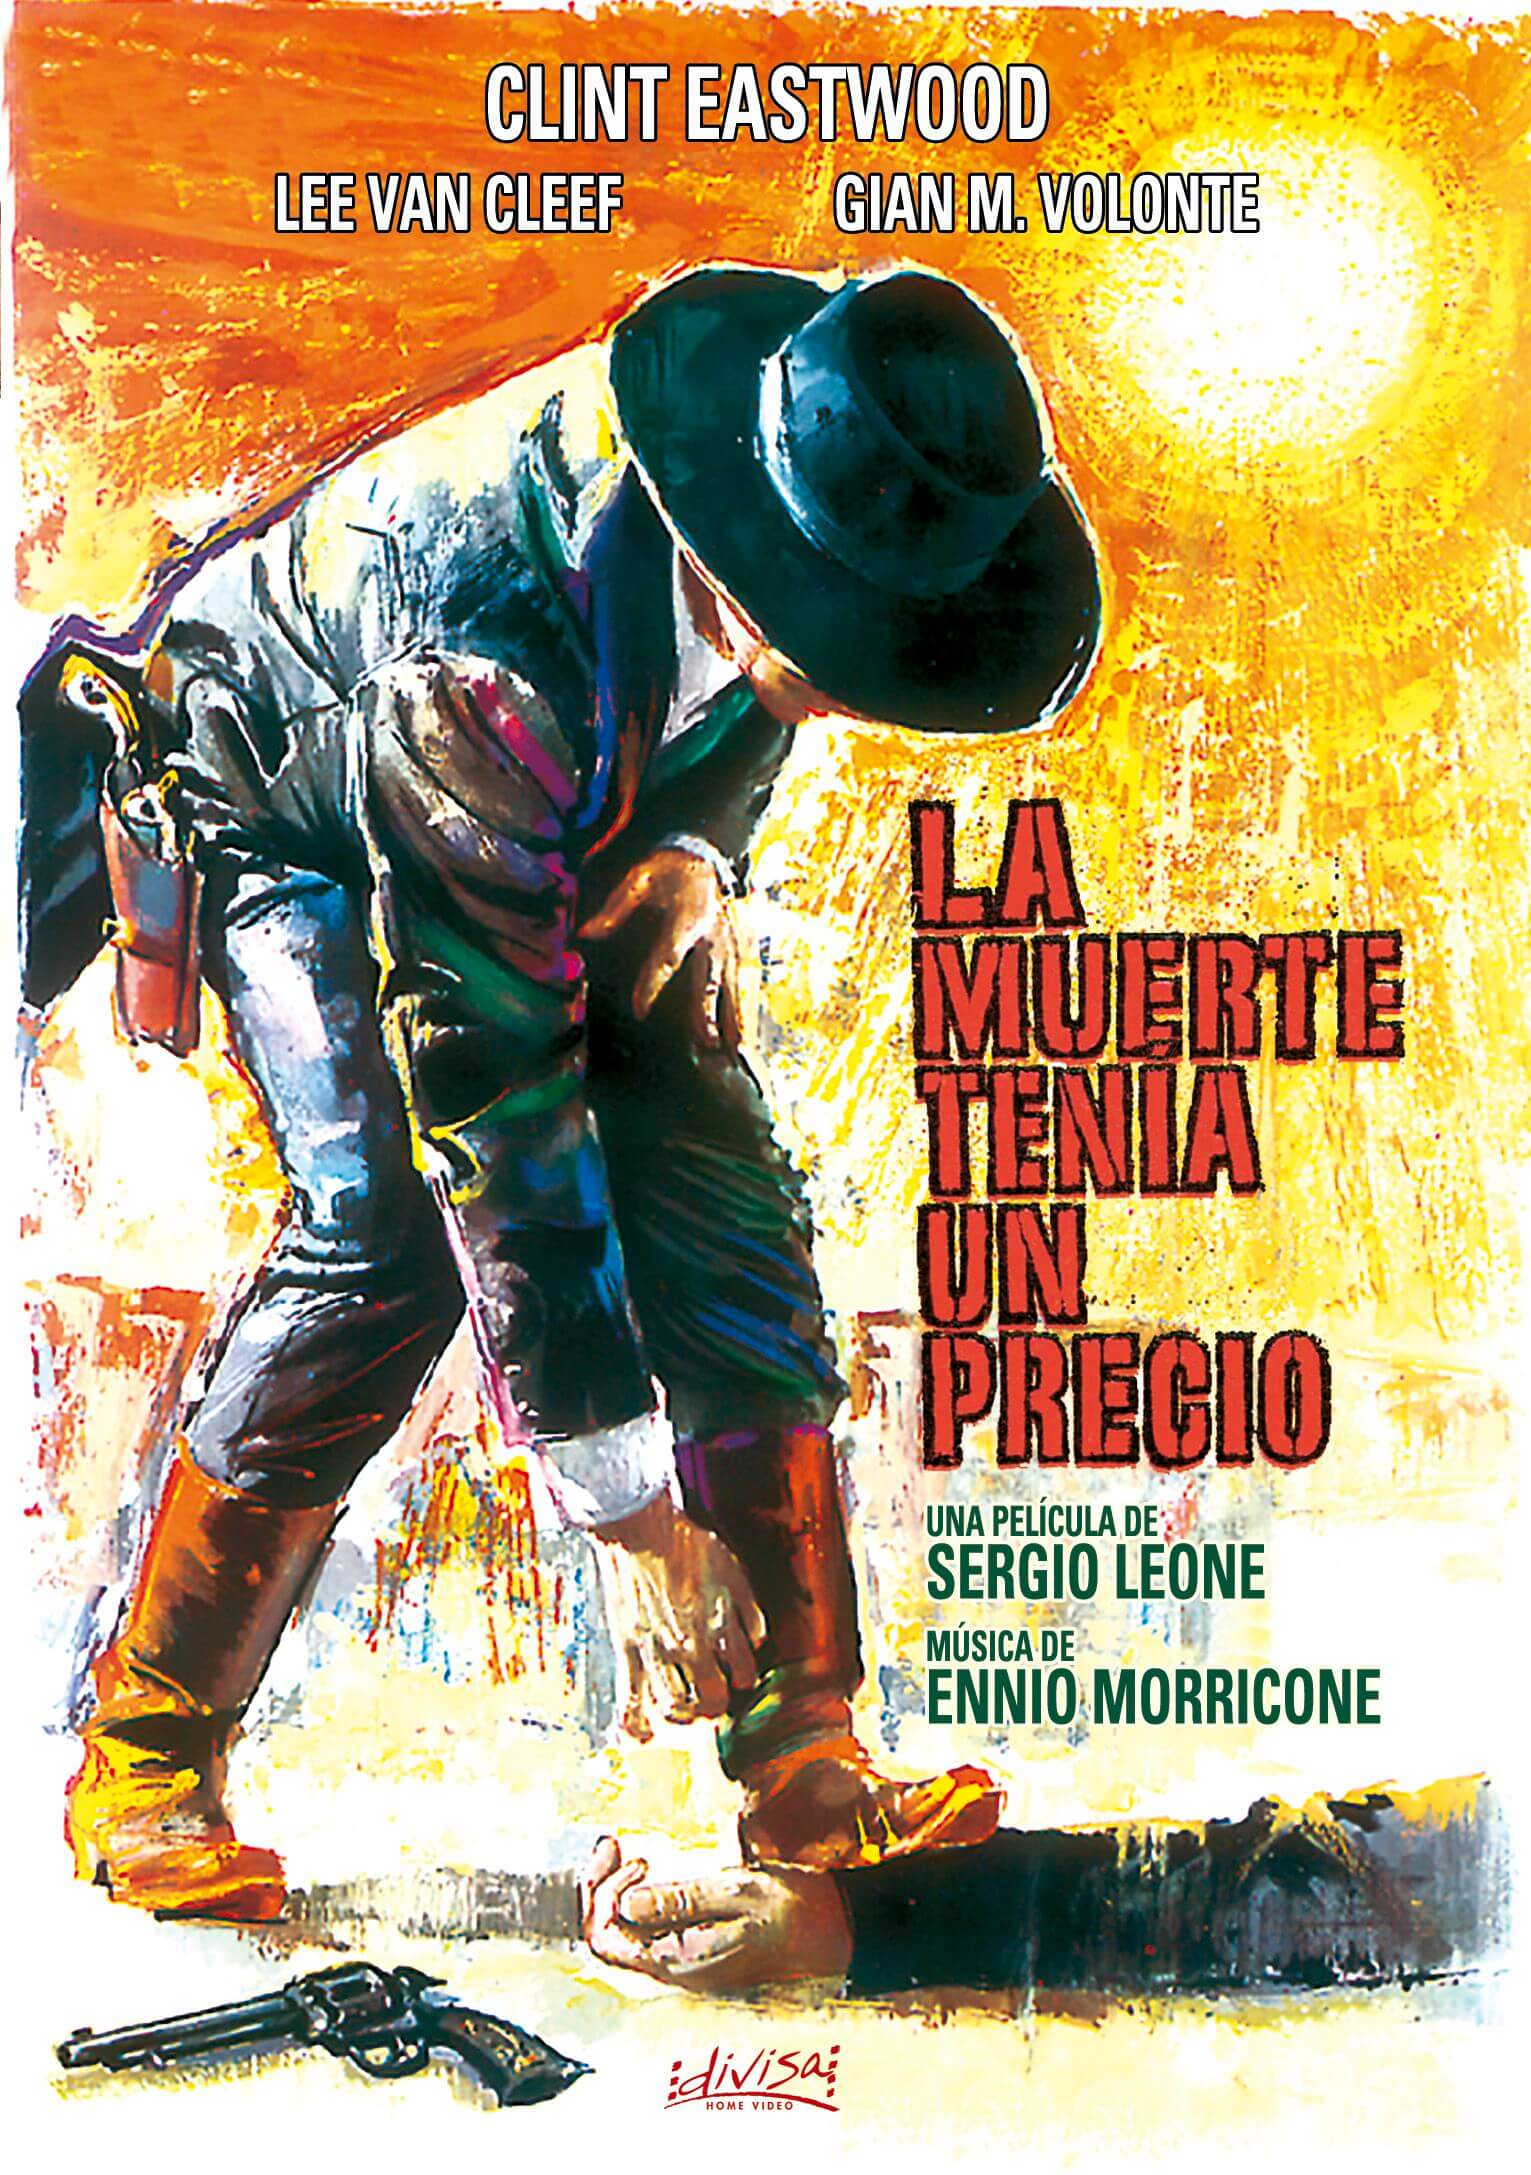 CLINT EASTWOOD
LEE VAN CLEEF
GIAN M. VOLONTE
LA
MUERTE
TENÍA
UN
PRECIO
UNA PELÍCULA DE
SERGIO LEONE
MÚSICA DE
ENNIO MORRICONE
divisa
HOME VIDEO